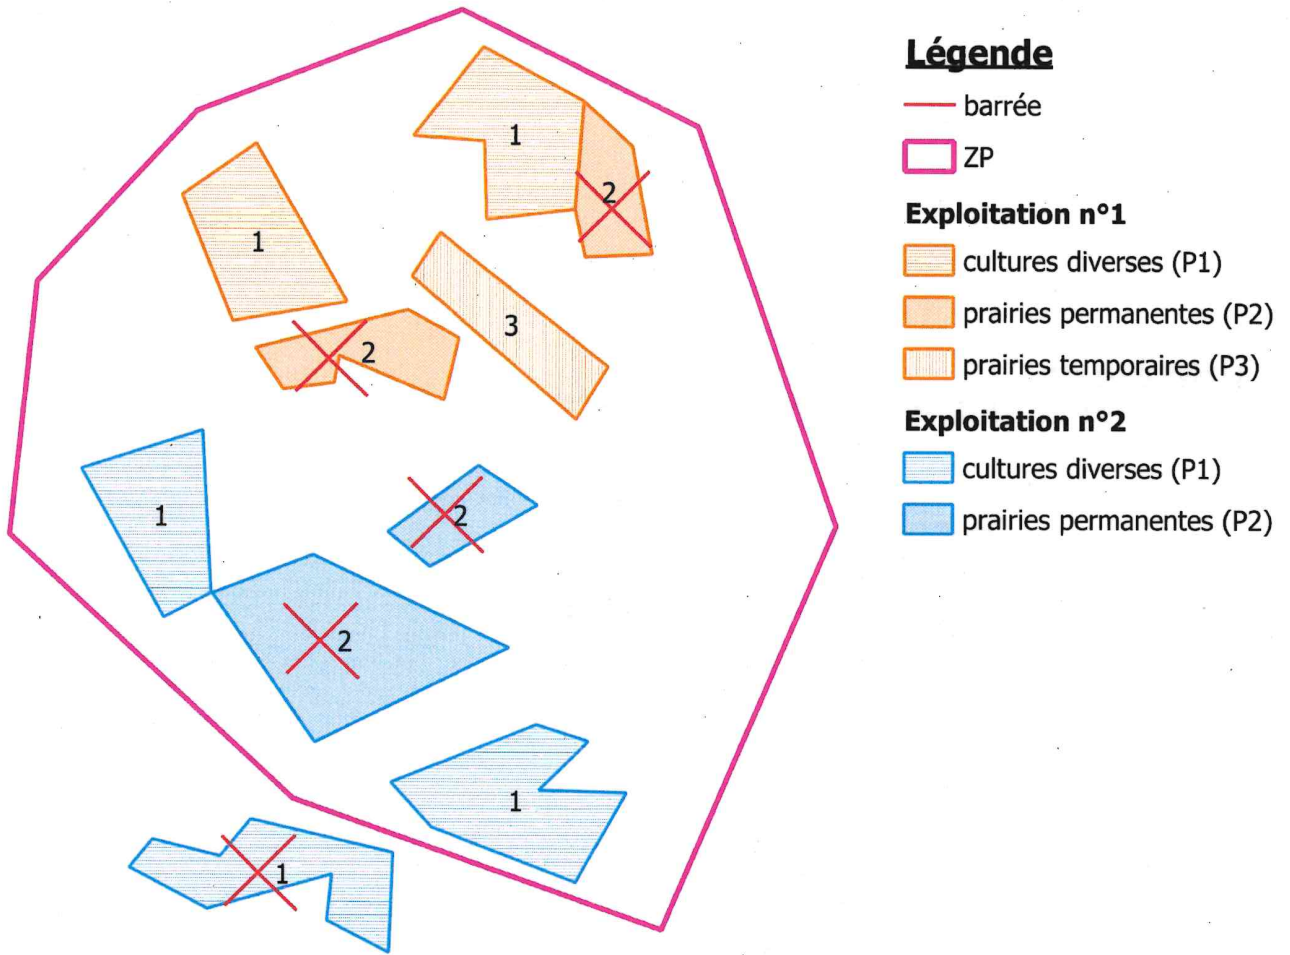 1
2
1
3
2
1
2
2
1
1
Légende
barrée
ZP
Exploitation n°1
cultures diverses (P1)
prairies permanentes (P2)
prairies temporaires (P3)
Exploitation n°2
cultures diverses (P1)
prairies permanentes (P2)